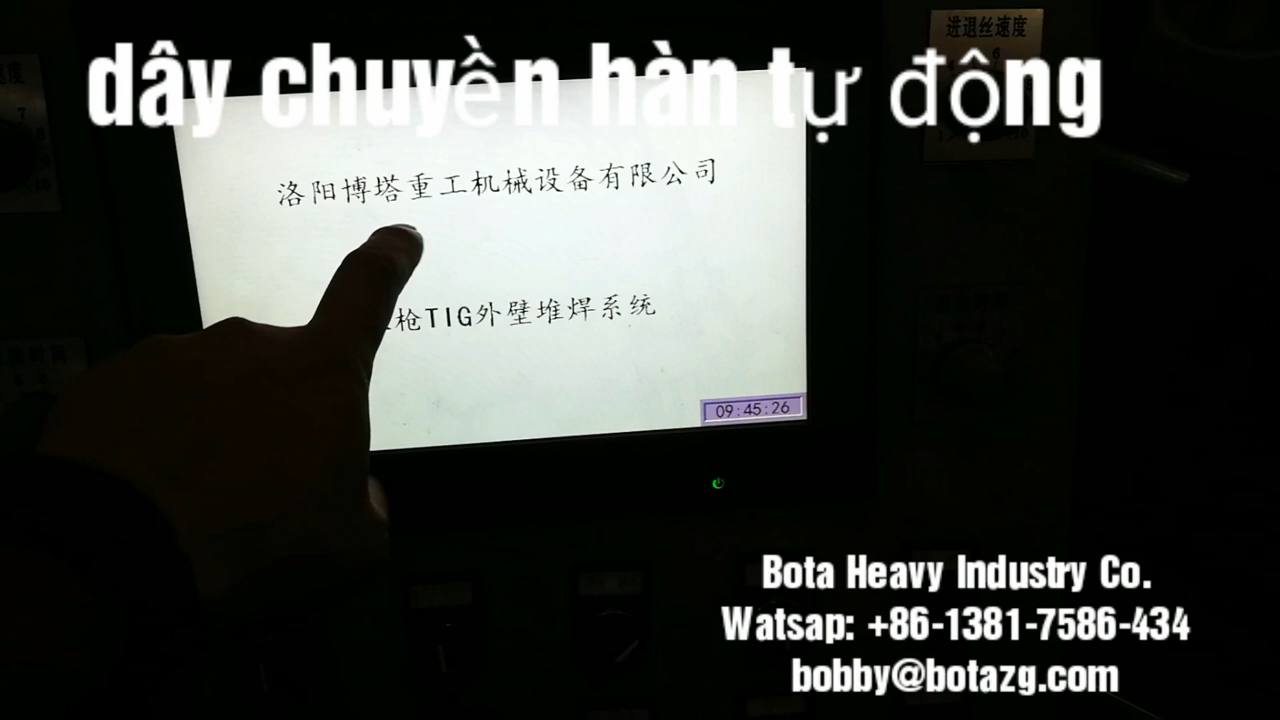 dây chuyền hàn tự động
进退丝速度
洛阳博塔重工机械设备有限公司
枪TIG外壁堆焊系统
09:45:26
Bota Heavy Industry Co.
Watsap: +86-1381-7586-434
bobby@botazg.com